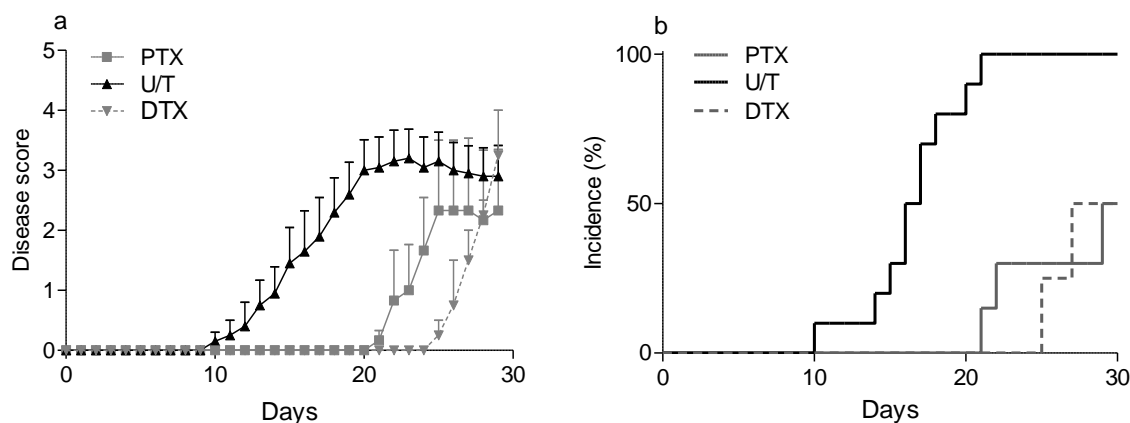 a
5
4
3
2
1
0
Disease score
PTX
U/T
DTX
0 10 20 30
Days
b
100
50
0
Incidence (%)
PTX
U/T
DTX
0 10 20 30
Days